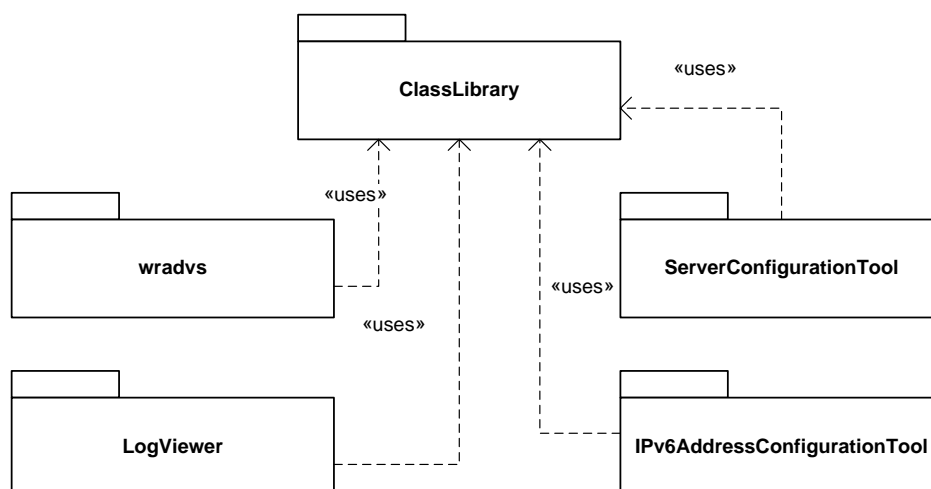 ClassLibrary
«uses»
«uses»
wradvs
ServerConfigurationTool
«uses»
«uses»
LogViewer
IPv6AddressConfigurationTool